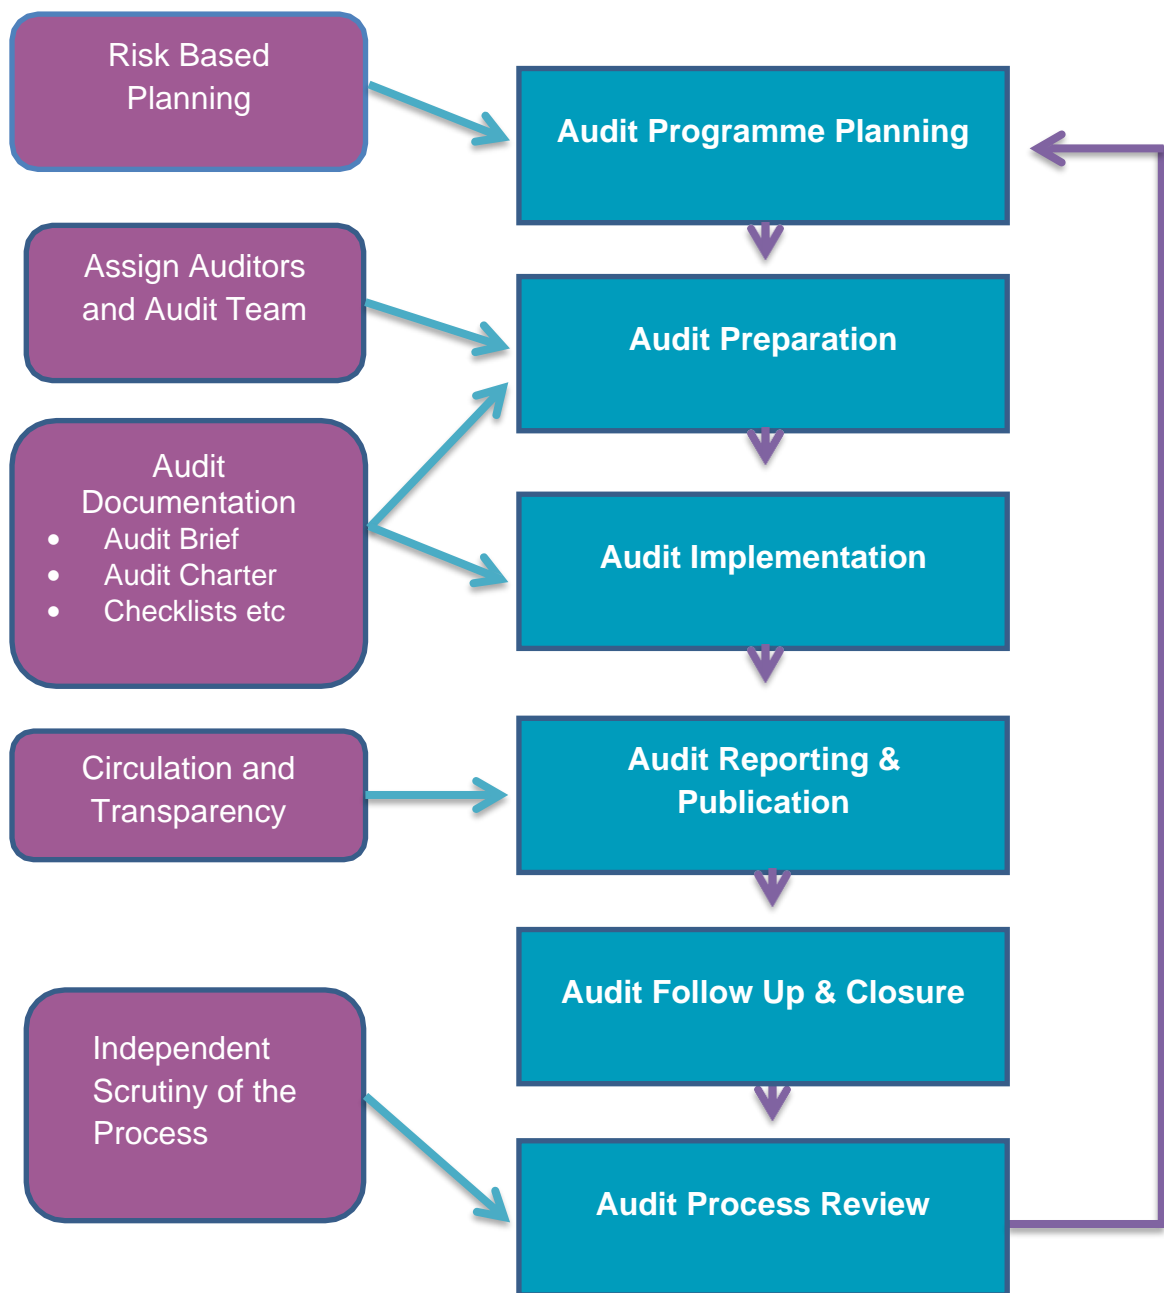 Risk Based
Planning
Audit Programme Planning
Assign Auditors
and Audit Team
Audit Preparation
Audit
Documentation
• Audit Brief
• Audit Charter
• Checklists etc
Audit Implementation
Circulation and
Transparency
Audit Reporting &
Publication
Audit Follow Up & Closure
Independent
Scrutiny of the
Process
Audit Process Review